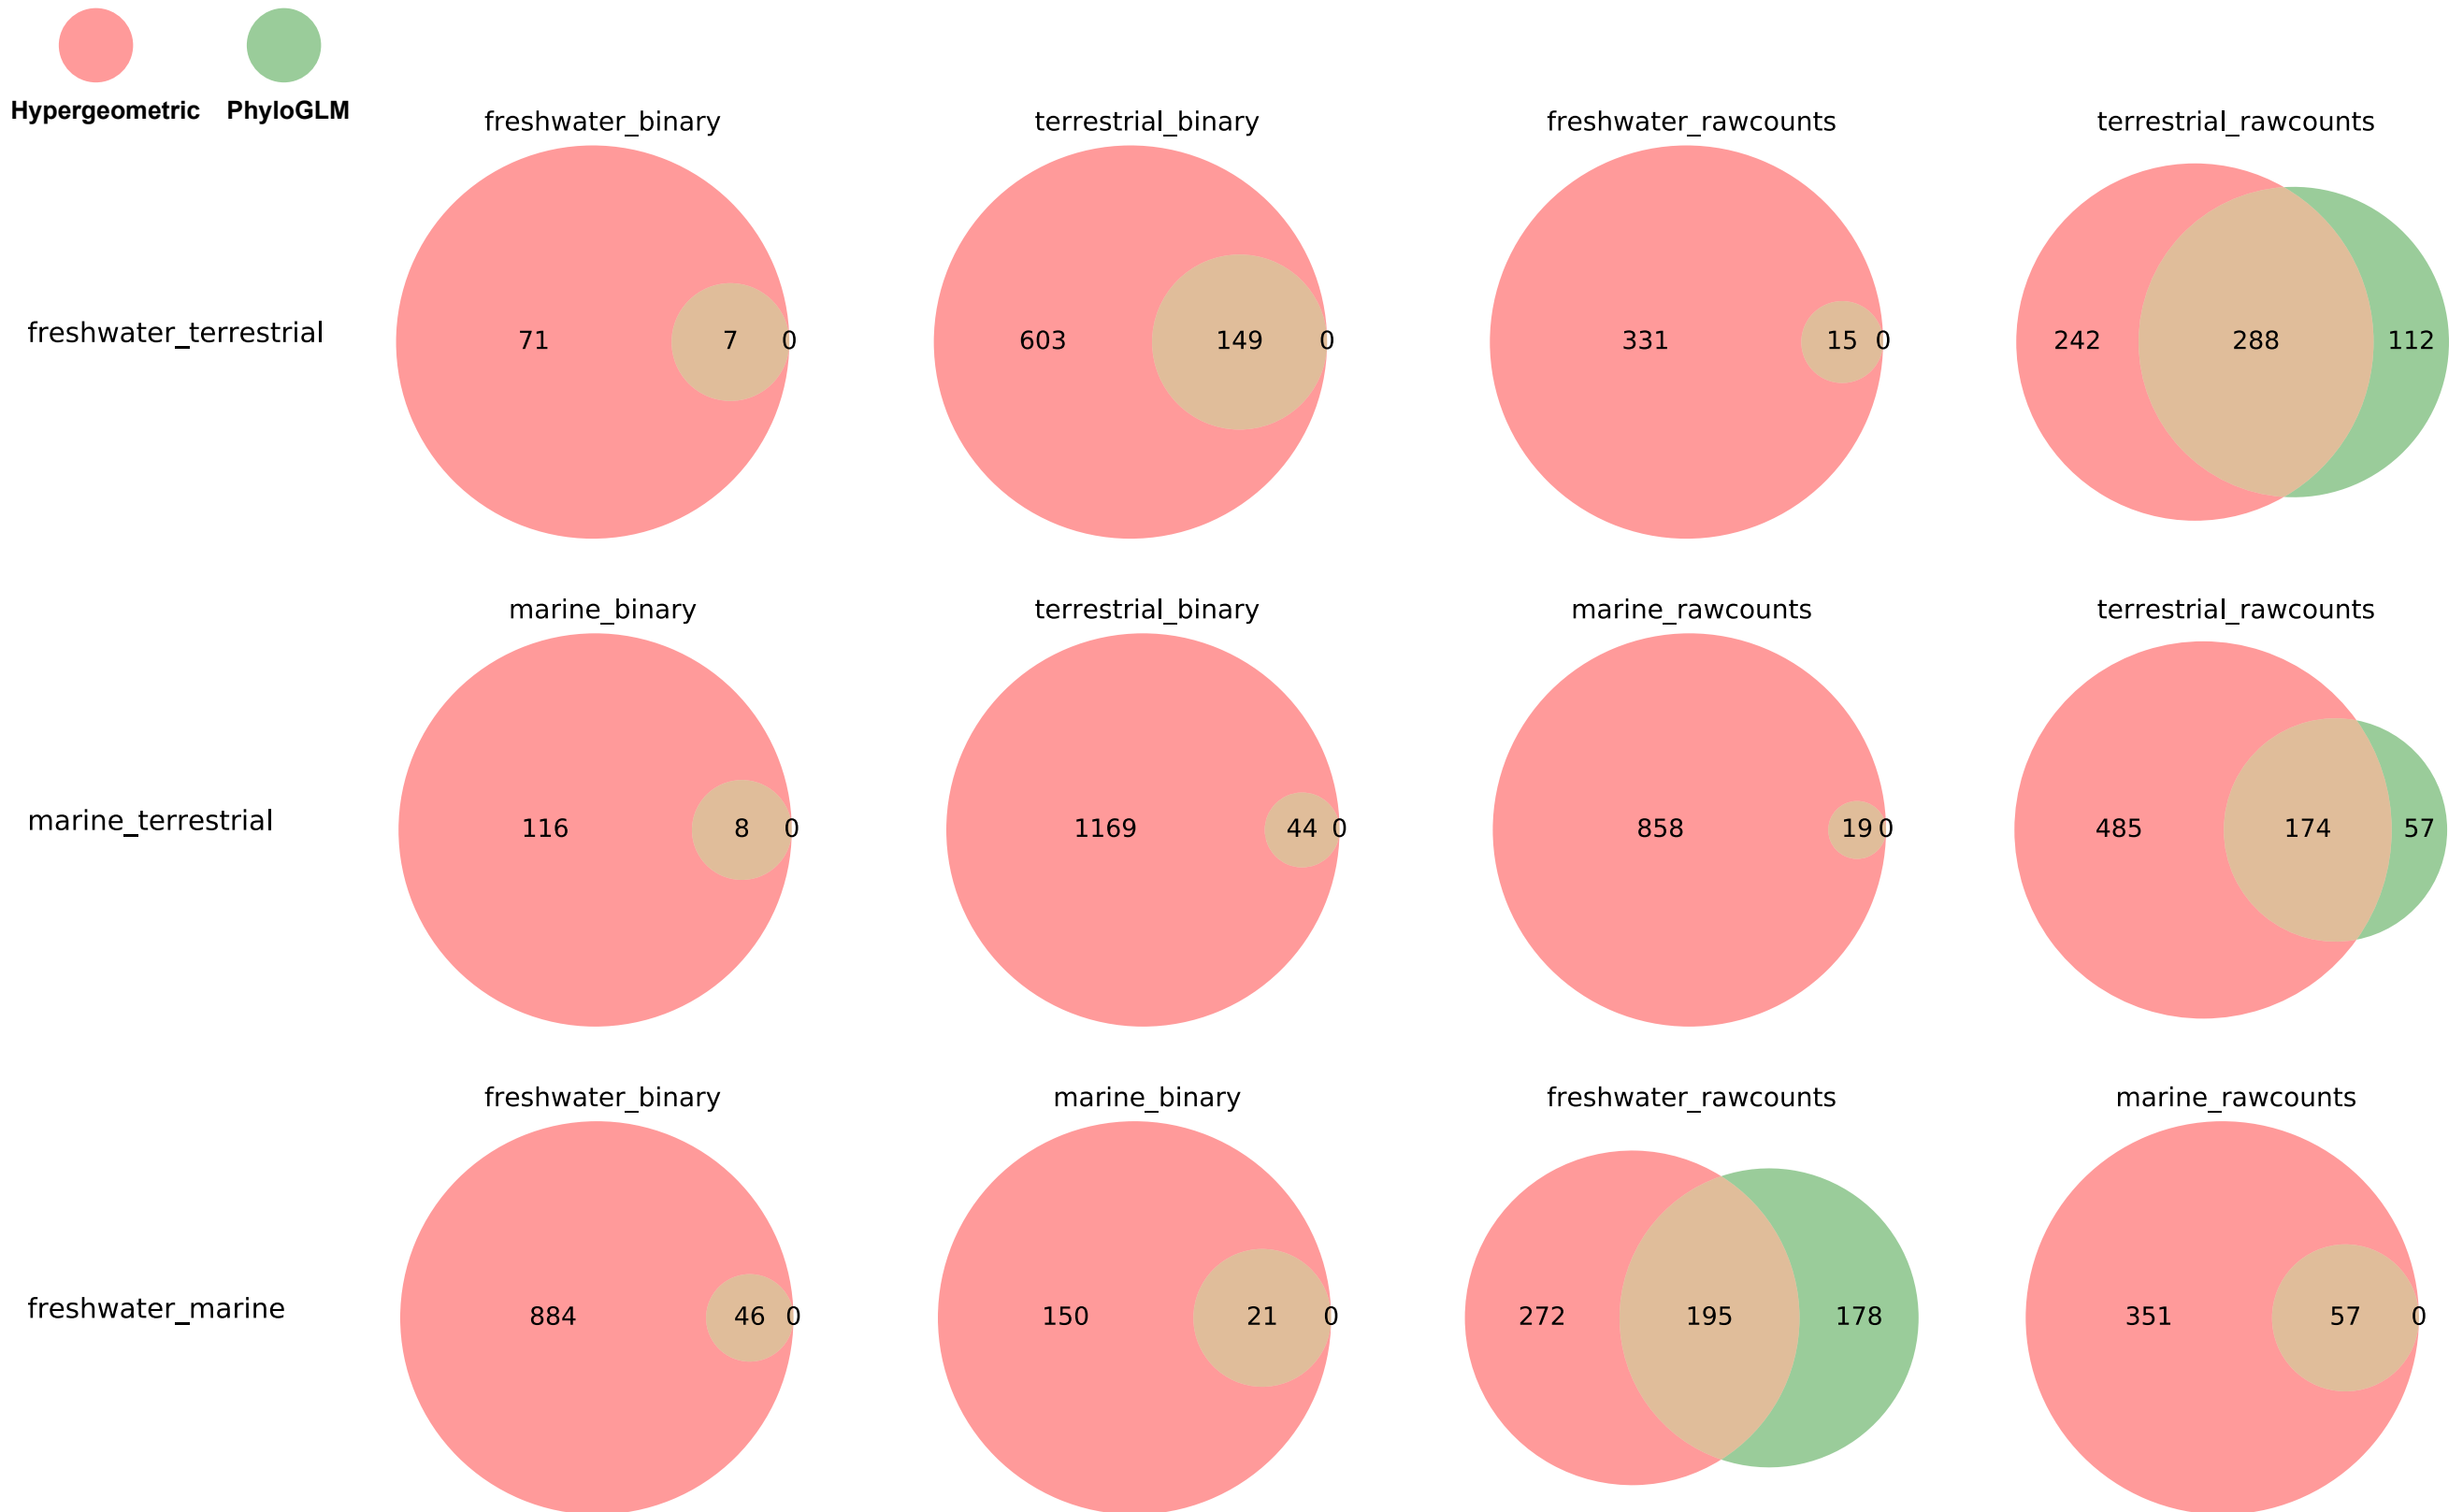 Hypergeometric PhyloGLM
freshwater_binary terrestrial_binary freshwater_rawcounts terrestrial_rawcounts
freshwater_terrestrial 71 7 0 603 149 0 331 15 0 242 288 112
marine_binary terrestrial_binary marine_rawcounts terrestrial_rawcounts
marine_terrestrial 116 8 0 1169 44 0 858 19 0 485 174 57
freshwater_binary marine_binary freshwater_rawcounts marine_rawcounts
freshwater_marine 884 46 0 150 21 0 272 195 178 351 57 0